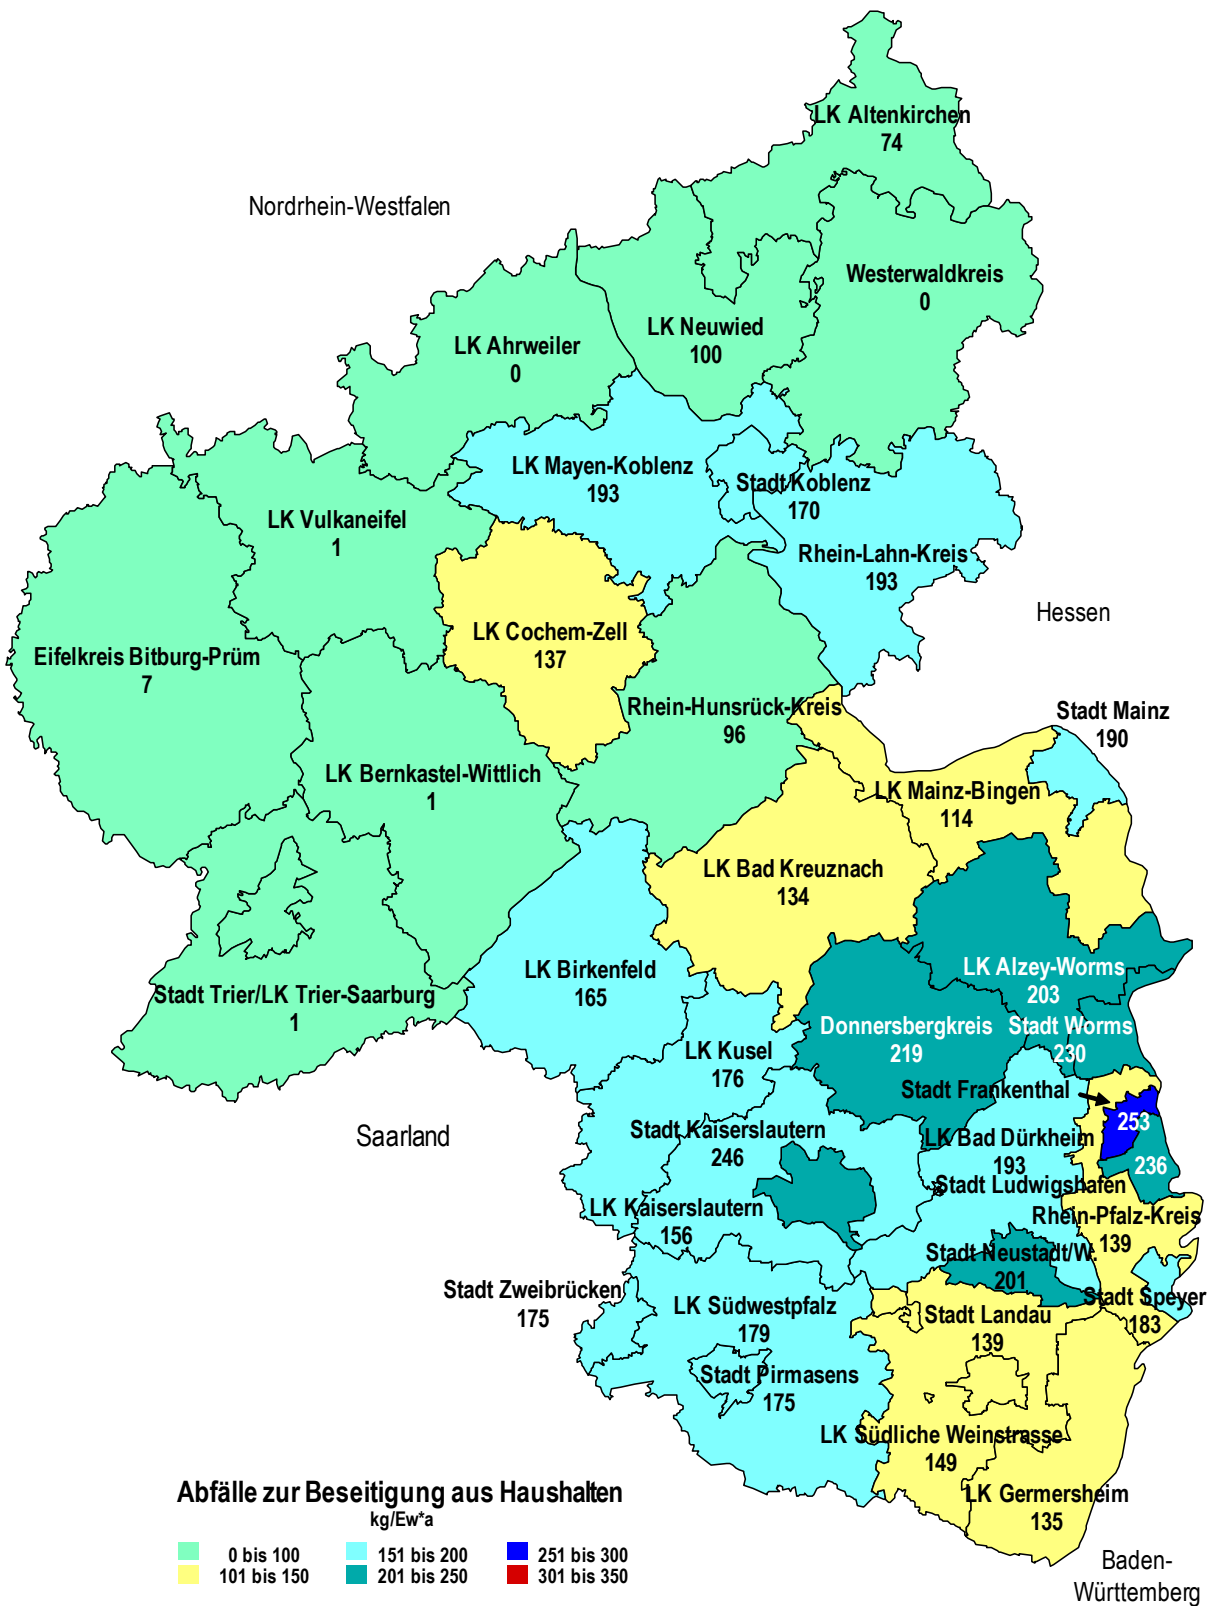 LK Altenkirchen
74
Nordrhein-Westfalen
Westerwaldkreis
0
LK Neuwied
100
LK Ahrweiler
0
LK Mayen-Koblenz
193
Stadt Koblenz
170
LK Vulkaneifel
1
Rhein-Lahn-Kreis
193
Hessen
LK Cochem-Zell
137
Eifelkreis Bitburg-Prüm
7
Rhein-Hunsrück-Kreis
96
Stadt Mainz
190
LK Bernkastel-Wittlich
1
LK Mainz-Bingen
114
LK Bad Kreuznach
134
LK Birkenfeld
165
LK Alzey-Worms
203
Stadt Trier/LK Trier-Saarburg
1
Donnersbergkreis
219
Stadt Worms
230
LK Kusel
176
Stadt Frankenthal
253
Saarland
Stadt Kaiserslautern
246
LK Bad Dürkheim
193
236
Stadt Ludwigshafen
LK Kaiserslautern
156
Rhein-Pfalz-Kreis
139
Stadt Neustadt/W.
201
Stadt Zweibrücken
175
LK Südwestpfalz
179
Stadt Speyer
183
Stadt Landau
139
Stadt Pirmasens
175
LK Südliche Weinstrasse
149
LK Germersheim
135
Abfälle zur Beseitigung aus Haushalten
kg/Ew*a
0 bis 100
151 bis 200
251 bis 300
101 bis 150
201 bis 250
301 bis 350
Baden-
Württemberg